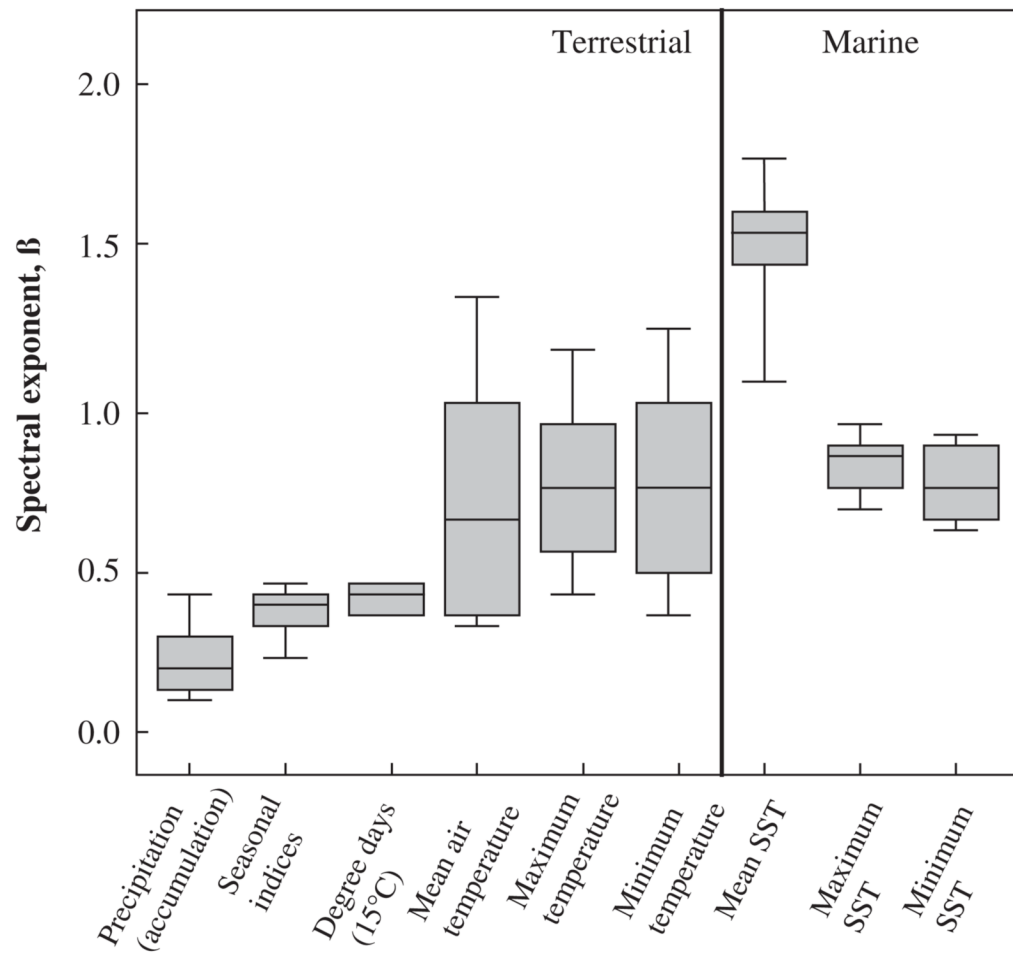 Terrestrial
Marine
Spectral exponent, ß
2.0
1.5
1.0
0.5
0.0
Precipitation
(accumulation)
Seasonal
indices
Degree days
(15°C)
Mean air
temperature
Maximum
temperature
Minimum
temperature
Mean SST
Maximum
SST
Minimum
SST